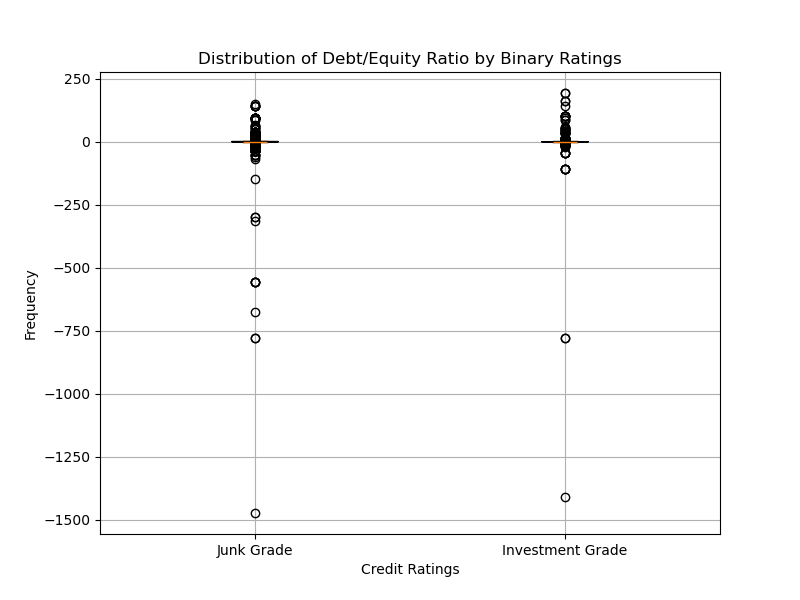 Distribution of Debt/Equity Ratio by Binary Ratings
250
0
−250
−500
−750
−1000
−1250
−1500
Frequency
Junk Grade
Investment Grade
Credit Ratings